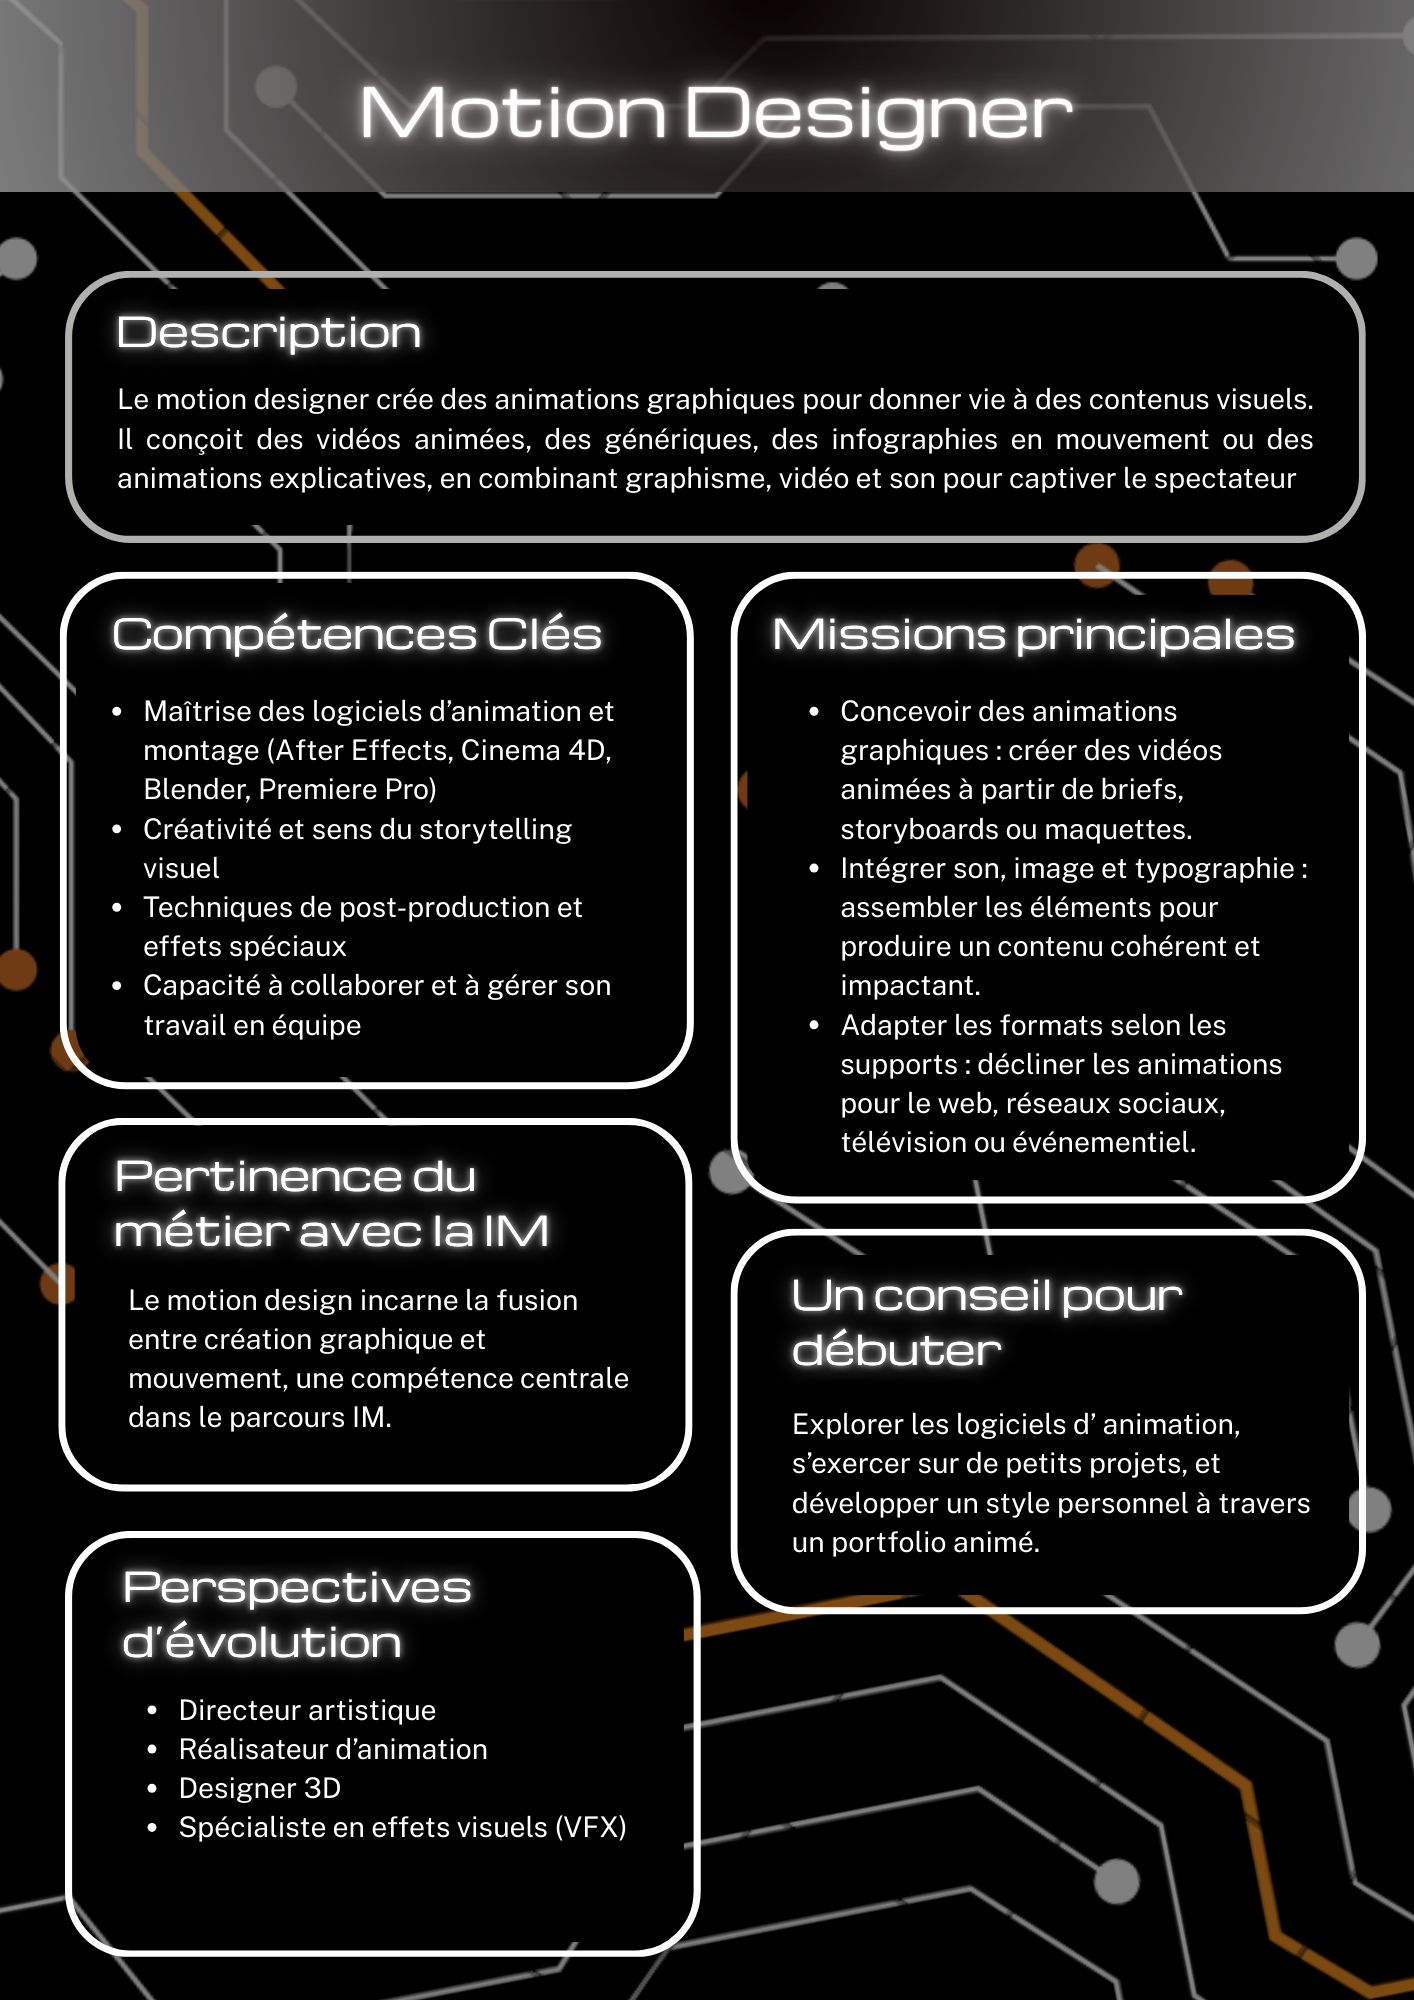 Motion Designer
Description
Le motion designer crée des animations graphiques pour donner vie à des contenus visuels.
Il conçoit des vidéos animées, des génériques, des infographies en mouvement ou des
animations explicatives, en combinant graphisme, vidéo et son pour captiver le spectateur
Compétences Clés
• Maîtrise des logiciels d’animation et
montage (After Effects, Cinema 4D,
Blender, Premiere Pro)
• Créativité et sens du storytelling
visuel
• Techniques de post-production et
effets spéciaux
• Capacité à collaborer et à gérer son
travail en équipe
Missions principales
• Concevoir des animations
graphiques : créer des vidéos
animées à partir de briefs,
storyboards ou maquettes.
• Intégrer son, image et typographie :
assembler les éléments pour
produire un contenu cohérent et
impactant.
• Adapter les formats selon les
supports : décliner les animations
pour le web, réseaux sociaux,
télévision ou événementiel.
Pertinence du
métier avec la IM
Le motion design incarne la fusion
entre création graphique et
mouvement, une compétence centrale
dans le parcours IM.
Un conseil pour
débuter
Explorer les logiciels d’ animation,
s’exercer sur de petits projets, et
développer un style personnel à travers
un portfolio animé.
Perspectives
d’évolution
• Directeur artistique
• Réalisateur d’animation
• Designer 3D
• Spécialiste en effets visuels (VFX)